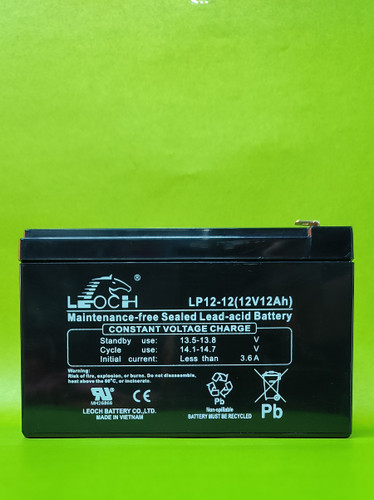 LEOCH ®
LP12-12(12V12Ah)
Maintenance-free Sealed Lead-acid Battery
CONSTANT VOLTAGE CHARGE
Standby use: 13.5-13.8 V
Cycle use: 14.1-14.7 V
Initial current: Less than 3.6A
Warning:
Risk of fire, explosion, or burns. Do not disassemble,
heat above the 60°C, or incinerate.
MH26866
LEOCH BATTERY CO.,LTD.
MADE IN VIETNAM
Pb
Non-spillable
BATTERY MUST BE RECYCLED
Pb